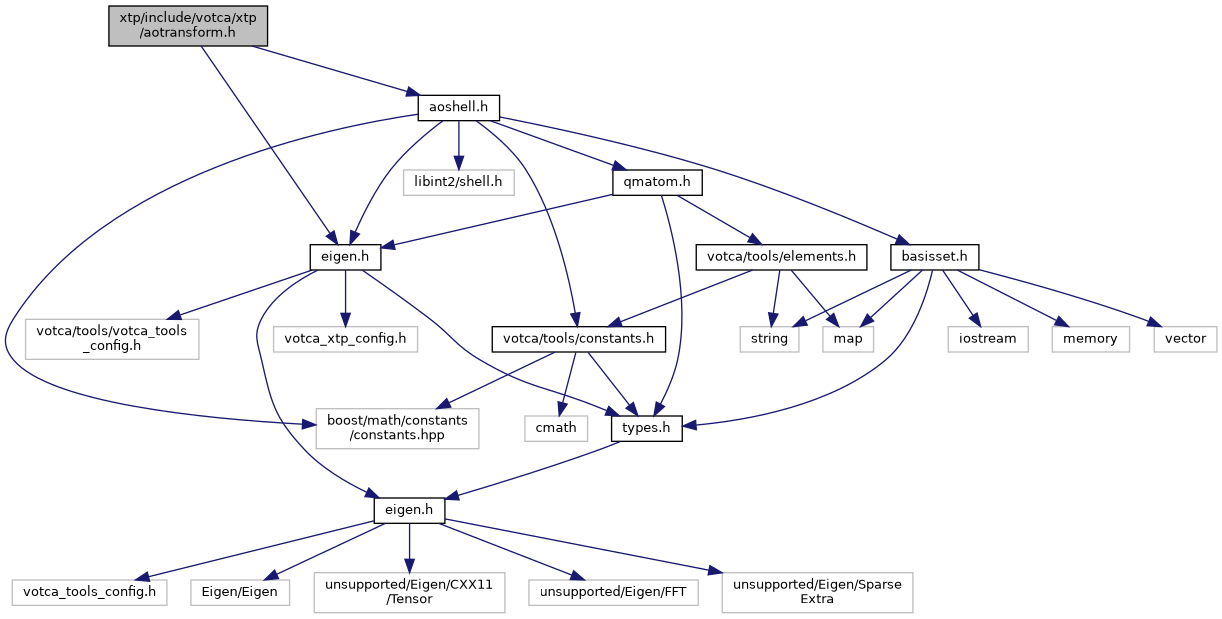 xtp/include/votca/xtp
/aotransform.h
aoshell.h
libint2/shell.h
qmatom.h
eigen.h
votca/tools/elements.h
basisset.h
votca/tools/votca_tools
_config.h
votca_xtp_config.h
votca/tools/constants.h
string
map
iostream
memory
vector
boost/math/constants
/constants.hpp
cmath
types.h
eigen.h
votca_tools_config.h
Eigen/Eigen
unsupported/Eigen/CXX11
/Tensor
unsupported/Eigen/FFT
unsupported/Eigen/Sparse
Extra